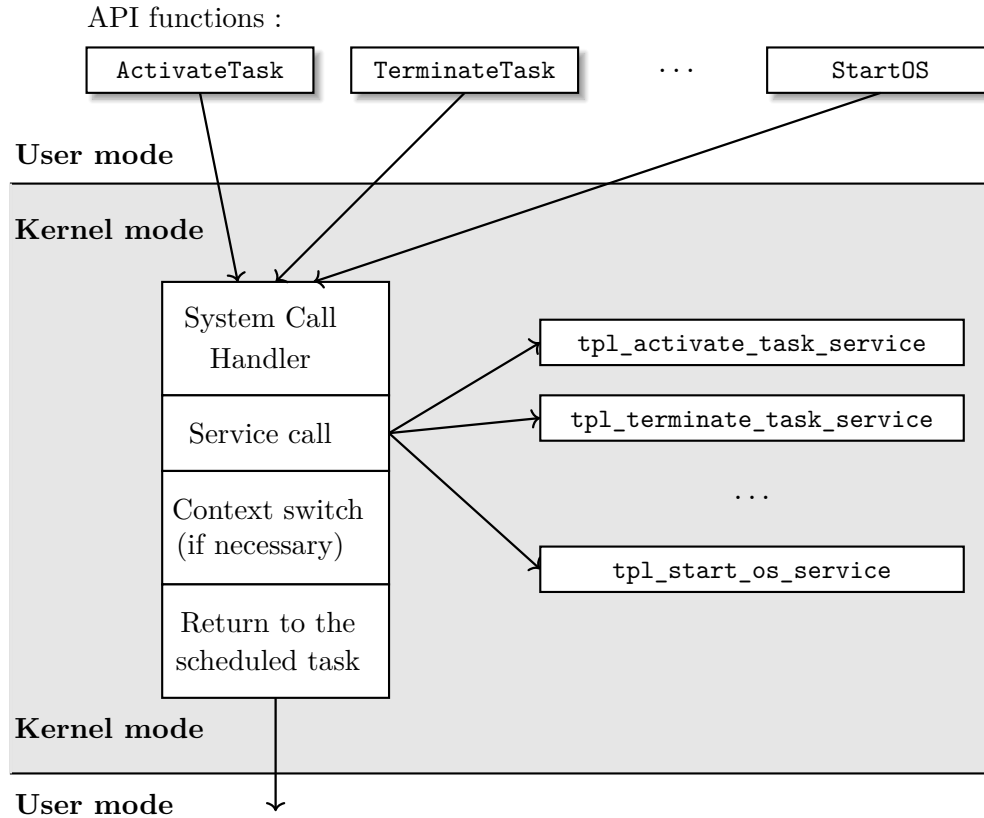 API functions :
ActivateTask
TerminateTask
...
StartOS
User mode
Kernel mode
System Call
Handler
Service call
Context switch
(if necessary)
Return to the
scheduled task
tpl_activate_task_service
tpl_terminate_task_service
...
tpl_start_os_service
Kernel mode
User mode